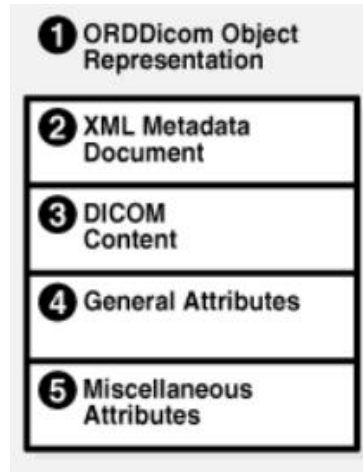 1 ORDDicom Object
Representation
2 XML Metadata
Document
3 DICOM
Content
4 General Attributes
5 Miscellaneous
Attributes